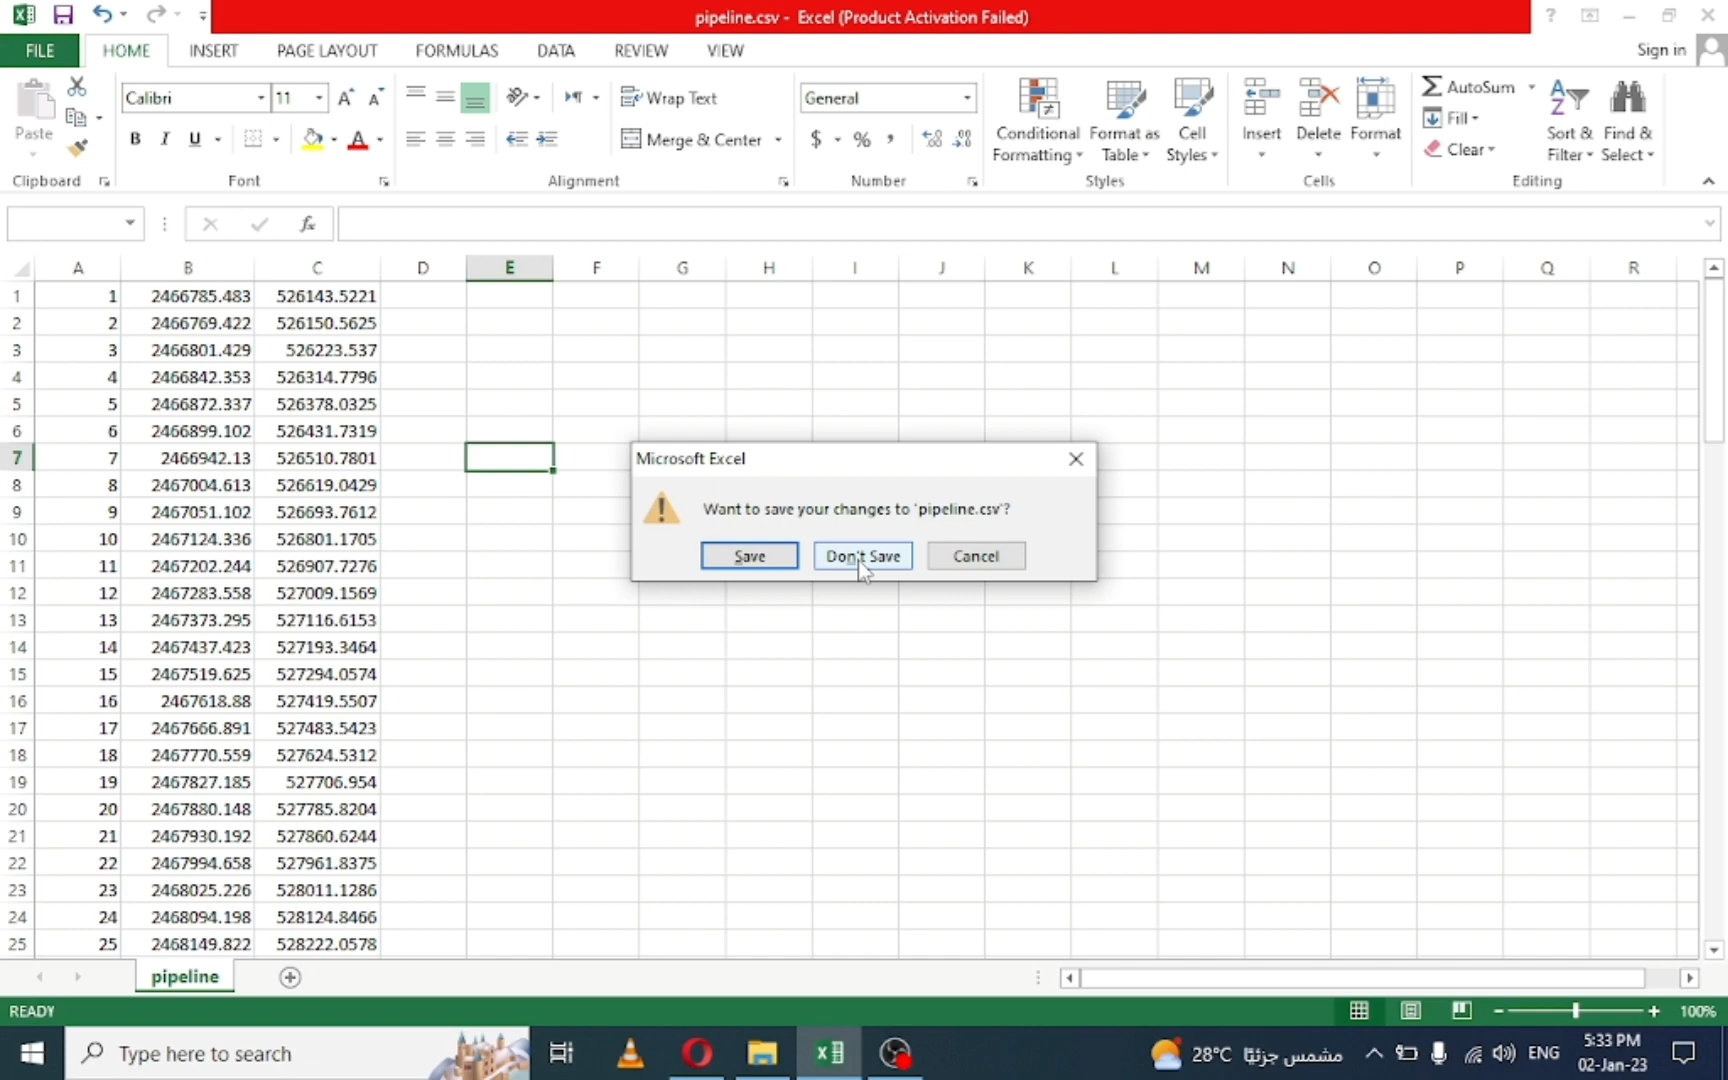 pipeline.csv - Excel (Product Activation Failed)
FILE HOME INSERT PAGE LAYOUT FORMULAS DATA REVIEW VIEW Sign in
Paste Calibri 11 Wrap Text General Conditional Formatting Format as Table Cell Styles Insert Delete Format AutoSum Fill Clear Sort & Filter Find & Select
B I U Merge & Center $ % ,
Clipboard Font Alignment Number Styles Cells Editing
fx
A B C D E F G H I J K L M N O P Q R
1 1 2466785.483 526143.5221
2 2 2466769.422 526150.5625
3 3 2466801.429 526223.537
4 4 2466842.353 526314.7796
5 5 2466872.337 526378.0325
6 6 2466899.102 526431.7319
7 7 2466942.13 526510.7801
8 8 2467004.613 526619.0429
9 9 2467051.102 526693.7612
10 10 2467124.336 526801.1705
11 11 2467202.244 526907.7276
12 12 2467283.558 527009.1569
13 13 2467373.295 527116.6153
14 14 2467437.423 527193.3464
15 15 2467519.625 527294.0574
16 16 2467618.88 527419.5507
17 17 2467666.891 527483.5423
18 18 2467770.559 527624.5312
19 19 2467827.185 527706.954
20 20 2467880.148 527785.8204
21 21 2467930.192 527860.6244
22 22 2467994.658 527961.8375
23 23 2468025.226 528011.1286
24 24 2468094.198 528124.8466
25 25 2468149.822 528222.0578
Microsoft Excel
Want to save your changes to 'pipeline.csv'?
Save Don't Save Cancel
pipeline
READY 100%
Type here to search 28°C مشمس جزئيًا ENG 5:33 PM
02-Jan-23